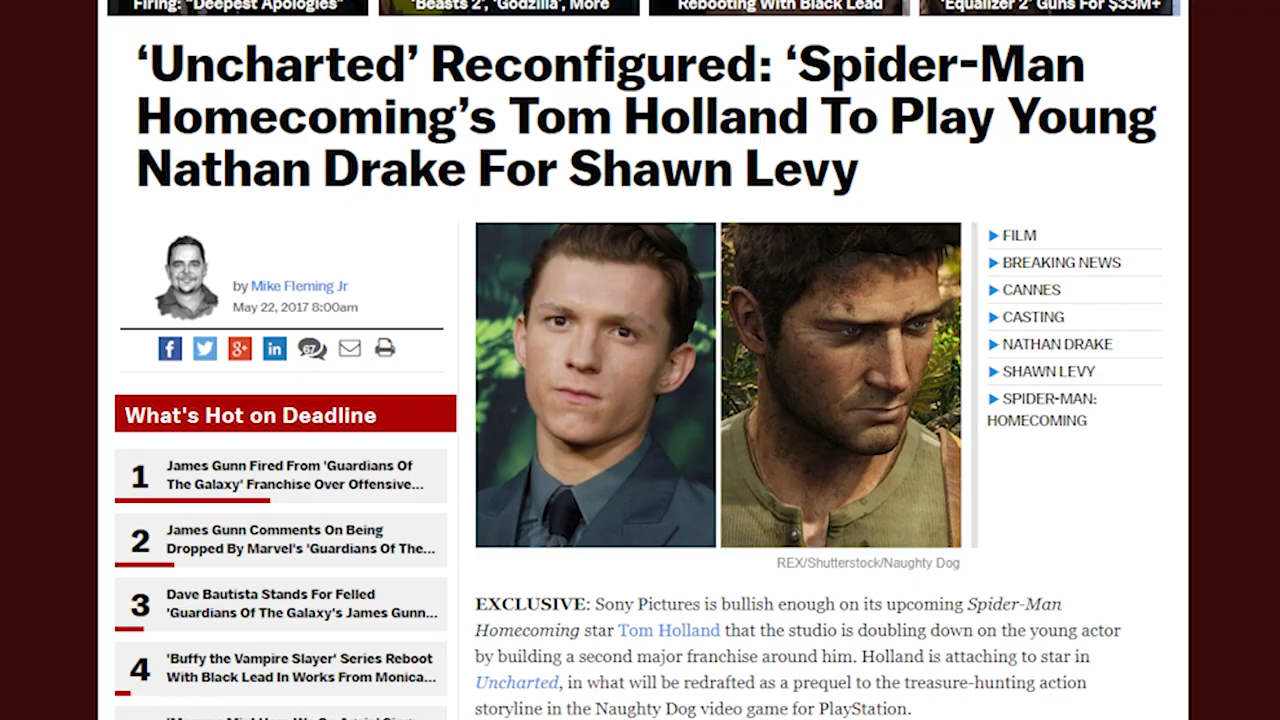 Firing: "Deepest Apologies"
'Beasts 2', 'Godzilla', More
Rebooting With Black Lead
'Equalizer 2' Guns For $33M+
‘Uncharted’ Reconfigured: ‘Spider-Man
Homecoming’s Tom Holland To Play Young
Nathan Drake For Shawn Levy
by Mike Fleming Jr
May 22, 2017 8:00am
f
g+
in
67
What's Hot on Deadline
1
James Gunn Fired From 'Guardians Of
The Galaxy' Franchise Over Offensive...
2
James Gunn Comments On Being
Dropped By Marvel's 'Guardians Of The...
3
Dave Bautista Stands For Felled
'Guardians Of The Galaxy's James Gunn...
4
'Buffy the Vampire Slayer' Series Reboot
With Black Lead In Works From Monica...
REX/Shutterstock/Naughty Dog
EXCLUSIVE: Sony Pictures is bullish enough on its upcoming Spider-Man
Homecoming star Tom Holland that the studio is doubling down on the young actor
by building a second major franchise around him. Holland is attaching to star in
Uncharted, in what will be redrafted as a prequel to the treasure-hunting action
storyline in the Naughty Dog video game for PlayStation.
FILM
BREAKING NEWS
CANNES
CASTING
NATHAN DRAKE
SHAWN LEVY
SPIDER-MAN:
HOMECOMING